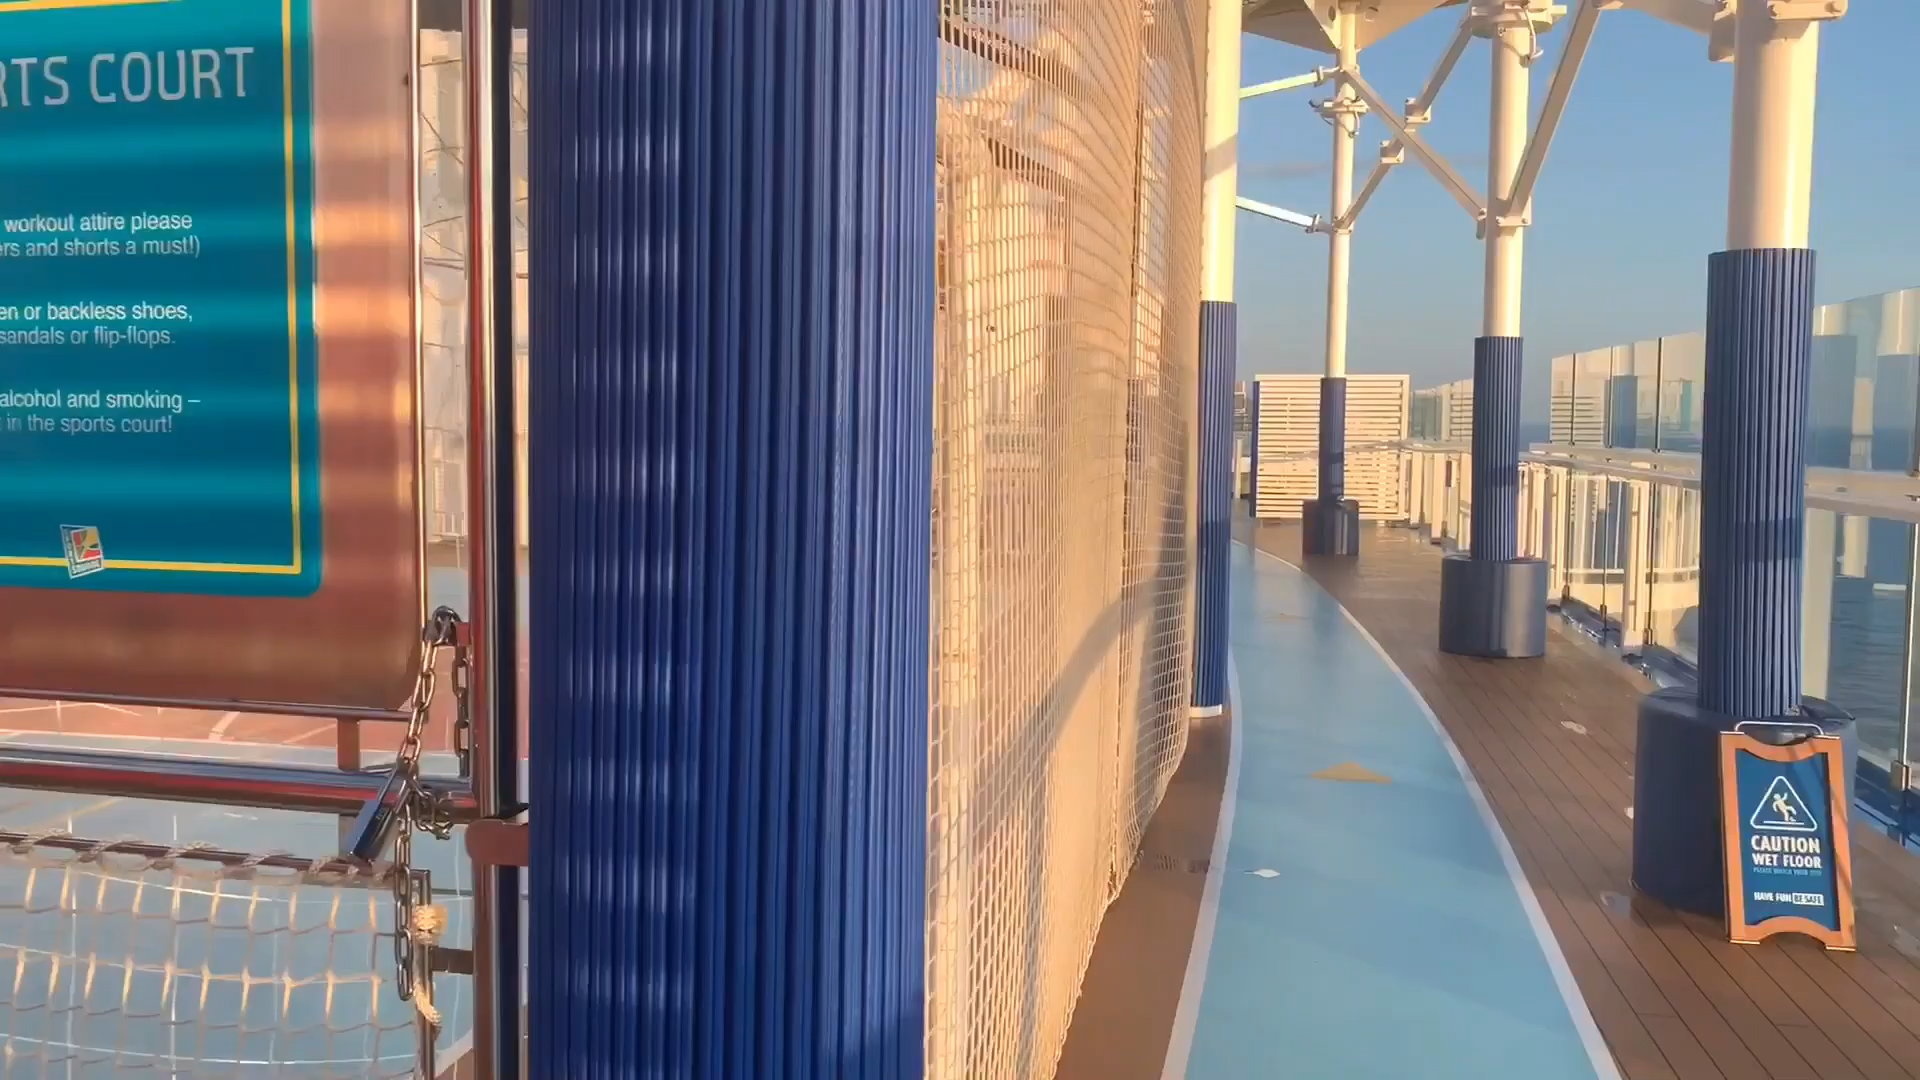 RTS COURT
workout attire please
ers and shorts a must!)
en or backless shoes,
sandals or flip-flops.
alcohol and smoking –
in the sports court!
CAUTION
WET FLOOR
HAVE FUN BE SAFE